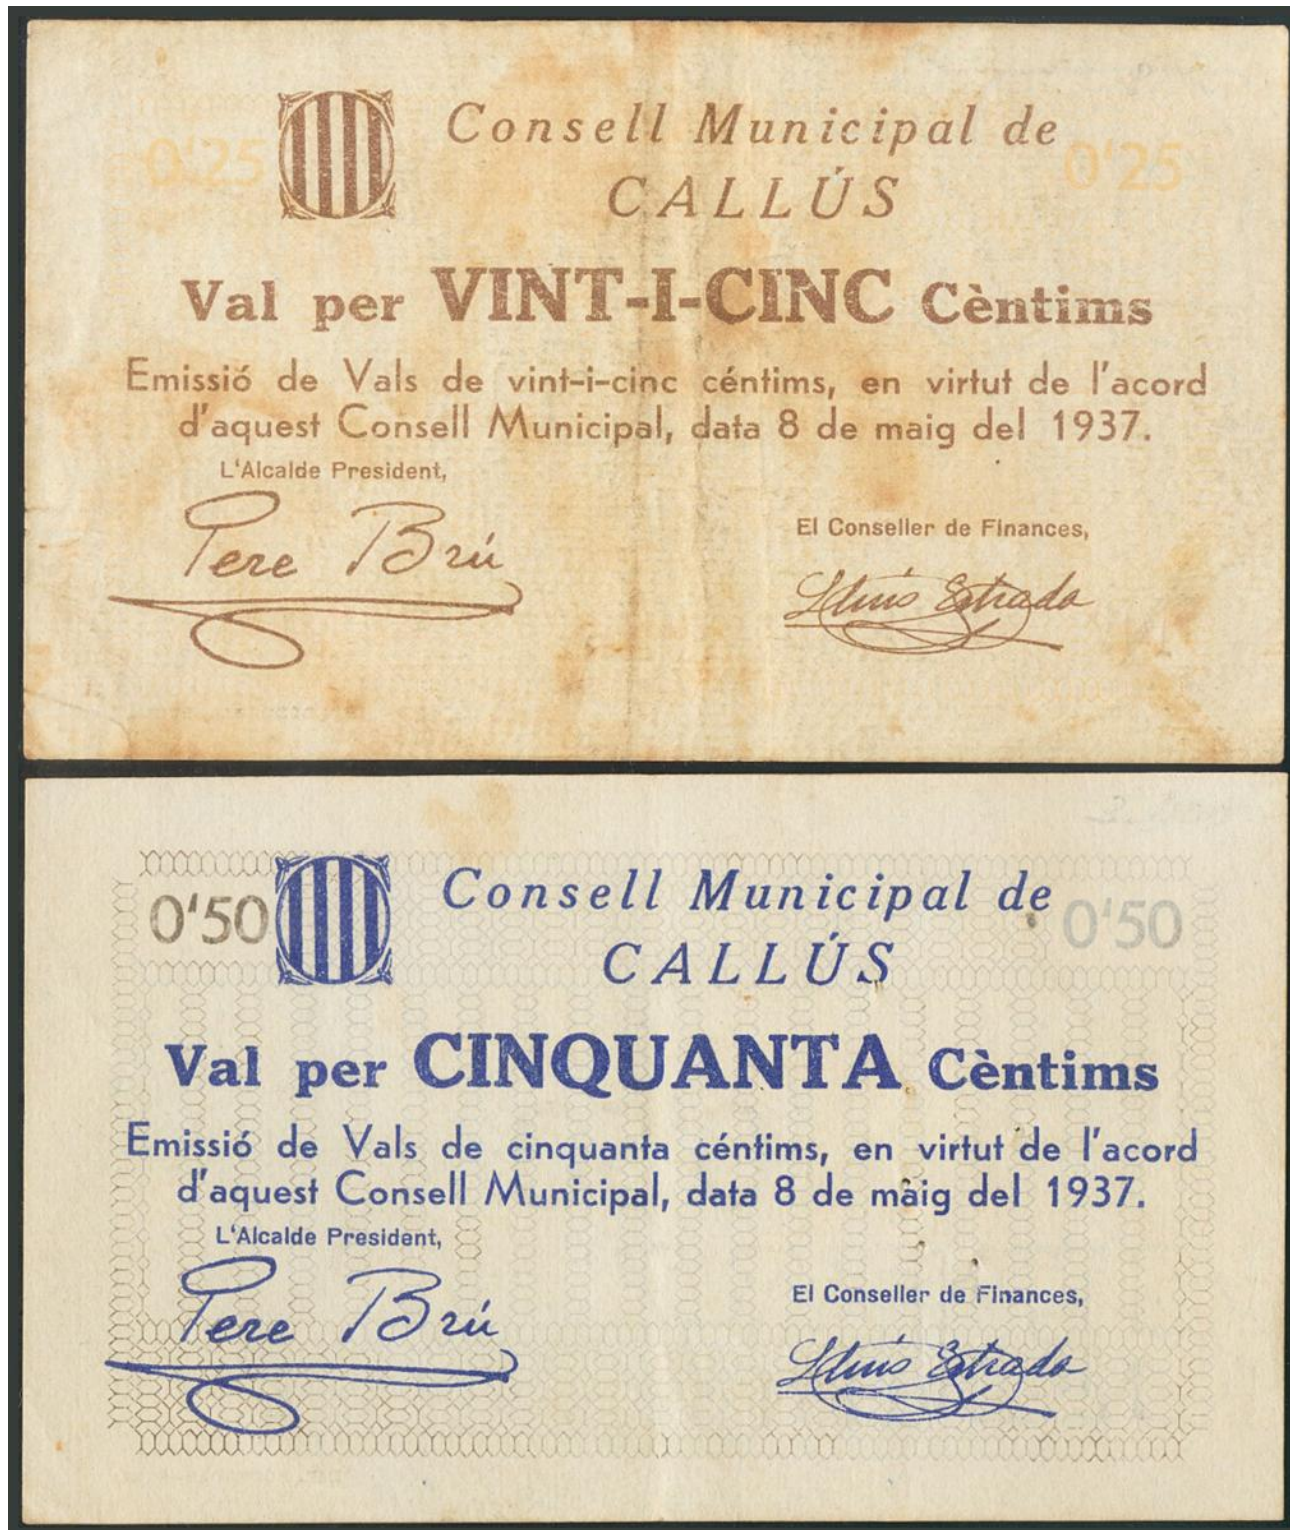 0'25
Consell Municipal de
0'25
CALLÚS
Val per VINT-I-CINC Cèntims
Emissió de Vals de vint-i-cinc céntims, en virtut de l'acord
d'aquest Consell Municipal, data 8 de maig del 1937.
L'Alcalde President,
Pere Brú
El Conseller de Finances,
Lluís Estrada
0'50
Consell Municipal de
0'50
CALLÚS
Val per CINQUANTA Cèntims
Emissió de Vals de cinquanta céntims, en virtut de l'acord
d'aquest Consell Municipal, data 8 de maig del 1937.
L'Alcalde President,
Pere Brú
El Conseller de Finances,
Lluís Estrada